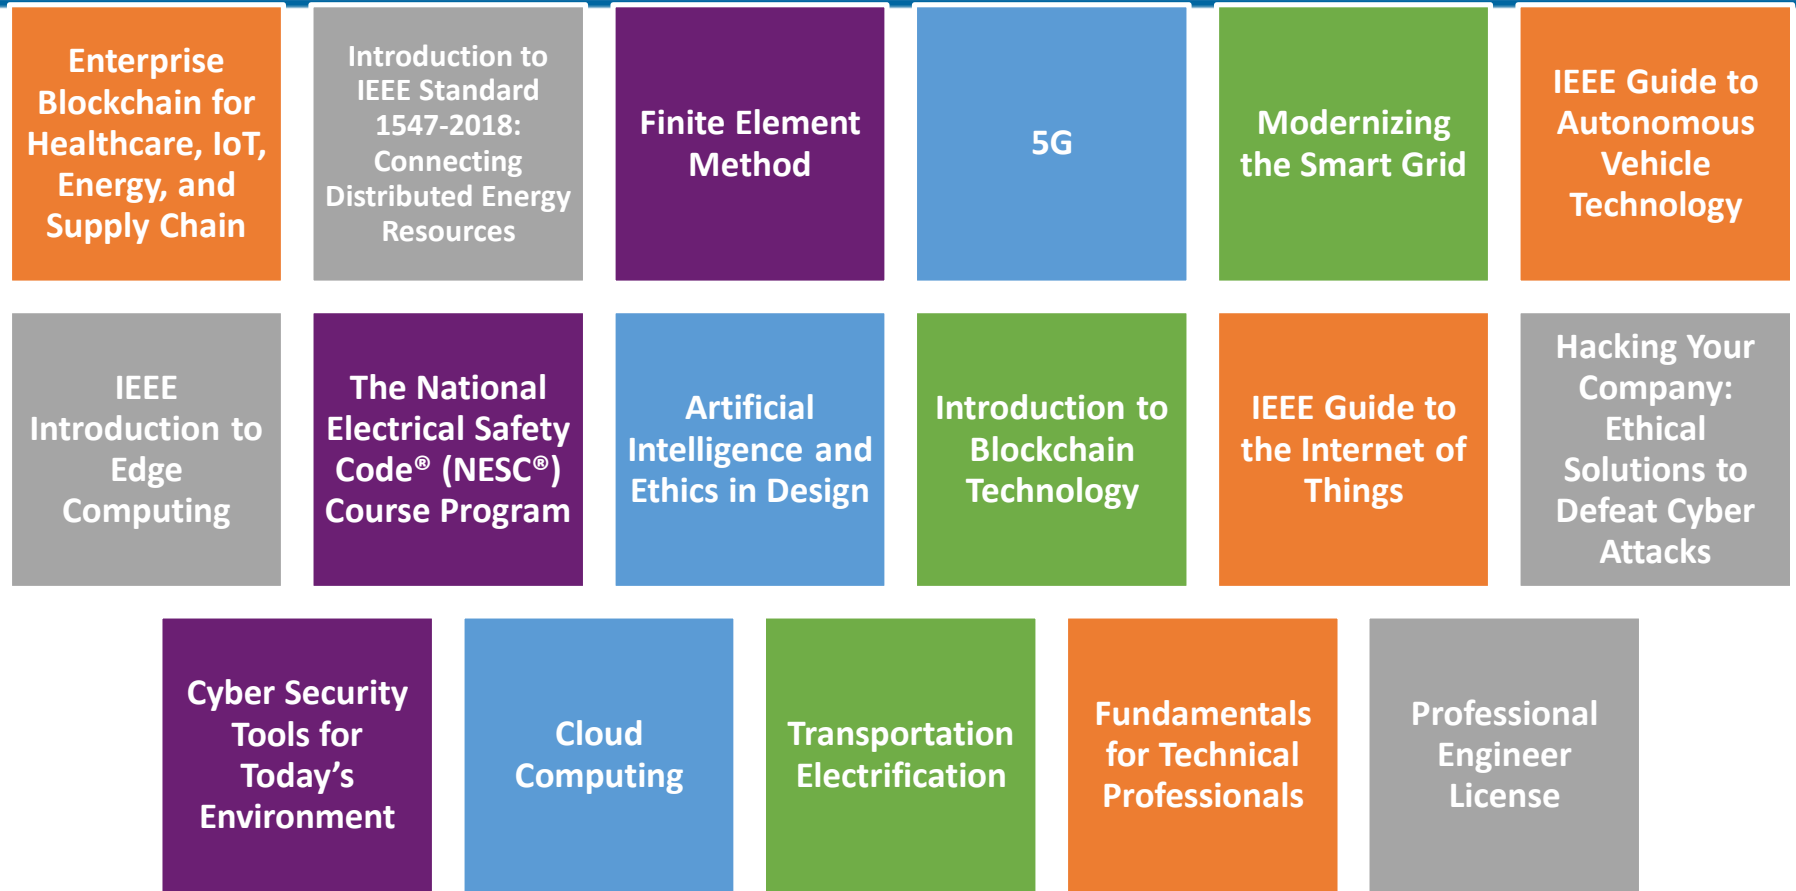 Enterprise
Blockchain for
Healthcare, IoT,
Energy, and
Supply Chain
Introduction to
IEEE Standard
1547-2018:
Connecting
Distributed Energy
Resources
Finite Element
Method
5G
Modernizing
the Smart Grid
IEEE Guide to
Autonomous
Vehicle
Technology
IEEE
Introduction to
Edge
Computing
The National
Electrical Safety
Code® (NESC®)
Course Program
Artificial
Intelligence and
Ethics in Design
Introduction to
Blockchain
Technology
IEEE Guide to
the Internet of
Things
Hacking Your
Company:
Ethical
Solutions to
Defeat Cyber
Attacks
Cyber Security
Tools for
Today’s
Environment
Cloud
Computing
Transportation
Electrification
Fundamentals
for Technical
Professionals
Professional
Engineer
License